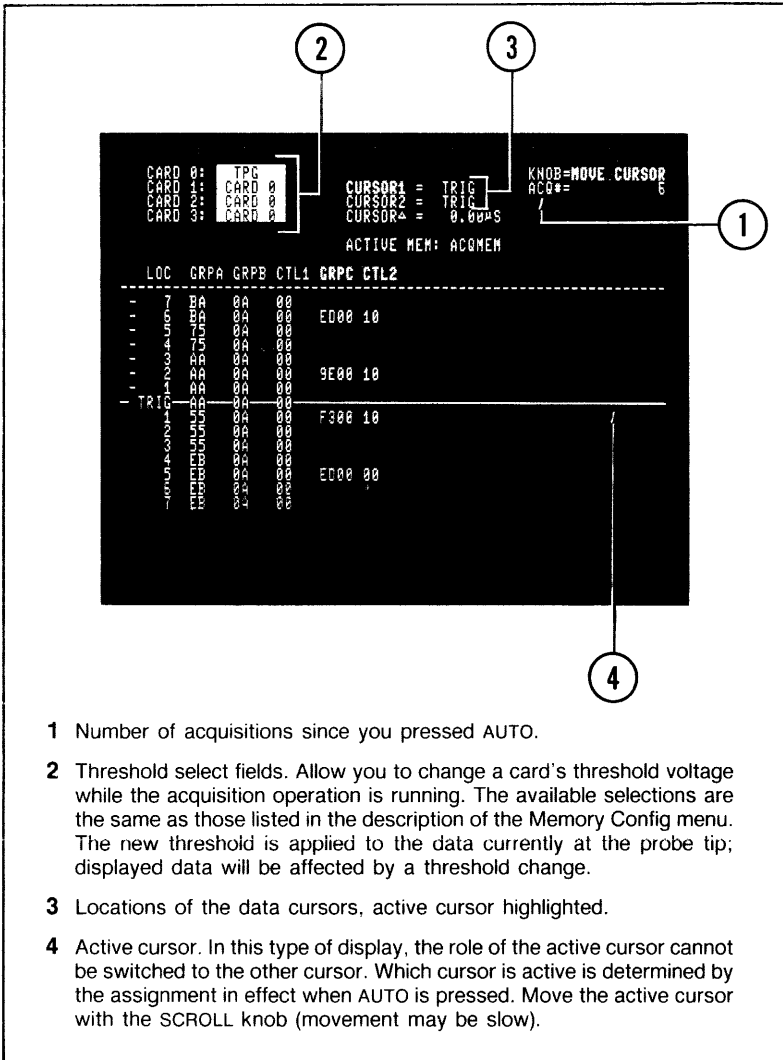 2
3
CARD 0: TPG
CARD 1: CARD 0
CARD 2: CARD 0
CARD 3: CARD 0
CURSOR1 = TRIG
CURSOR2 = TRIG
CURSOR△ = 0.00µS
KNOB=MOVE CURSOR
ACQ#= 6
1
ACTIVE MEM: ACQMEM
LOC GRPA GRPB CTL1 GRPC CTL2
- 7 BA 0A 00
- 6 BA 0A 00 ED00 10
- 5 75 0A 00
- 4 75 0A 00
- 3 AA 0A 00
- 2 AA 0A 00 9E00 10
- 1 AA 0A 00
- TRIG AA 0A 00
1 55 0A 00 F300 10
2 55 0A 00
3 55 0A 00
4 EB 0A 00
5 EB 0A 00 ED00 00
6 EB 0A 00
7 EB 0A 00
4
1 Number of acquisitions since you pressed AUTO.
2 Threshold select fields. Allow you to change a card's threshold voltage
while the acquisition operation is running. The available selections are
the same as those listed in the description of the Memory Config menu.
The new threshold is applied to the data currently at the probe tip;
displayed data will be affected by a threshold change.
3 Locations of the data cursors, active cursor highlighted.
4 Active cursor. In this type of display, the role of the active cursor cannot
be switched to the other cursor. Which cursor is active is determined by
the assignment in effect when AUTO is pressed. Move the active cursor
with the SCROLL knob (movement may be slow).